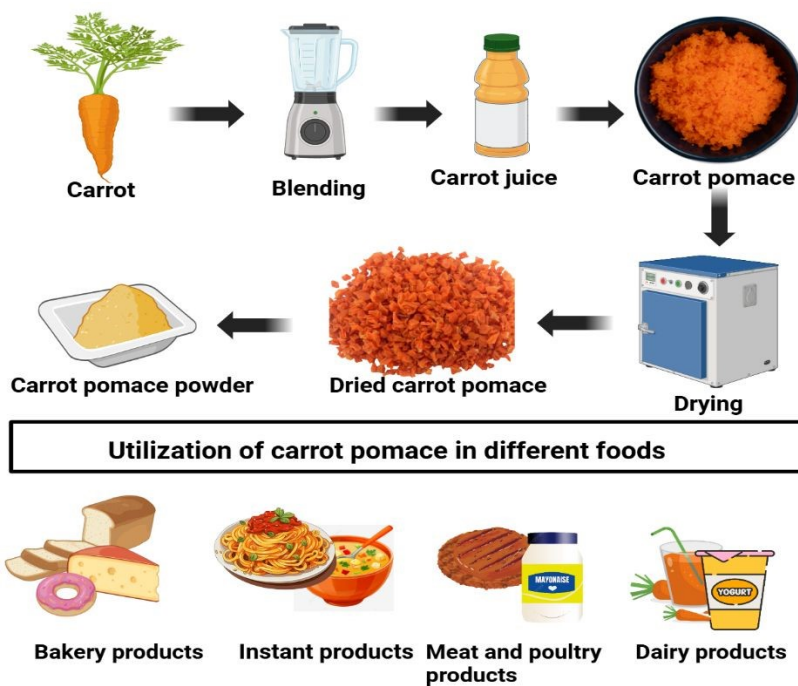 Carrot
Blending
Carrot juice
Carrot pomace
Carrot pomace powder
Dried carrot pomace
Drying
Utilization of carrot pomace in different foods
MAYONAISE
YOGURT
Bakery products
Instant products
Meat and poultry
products
Dairy products